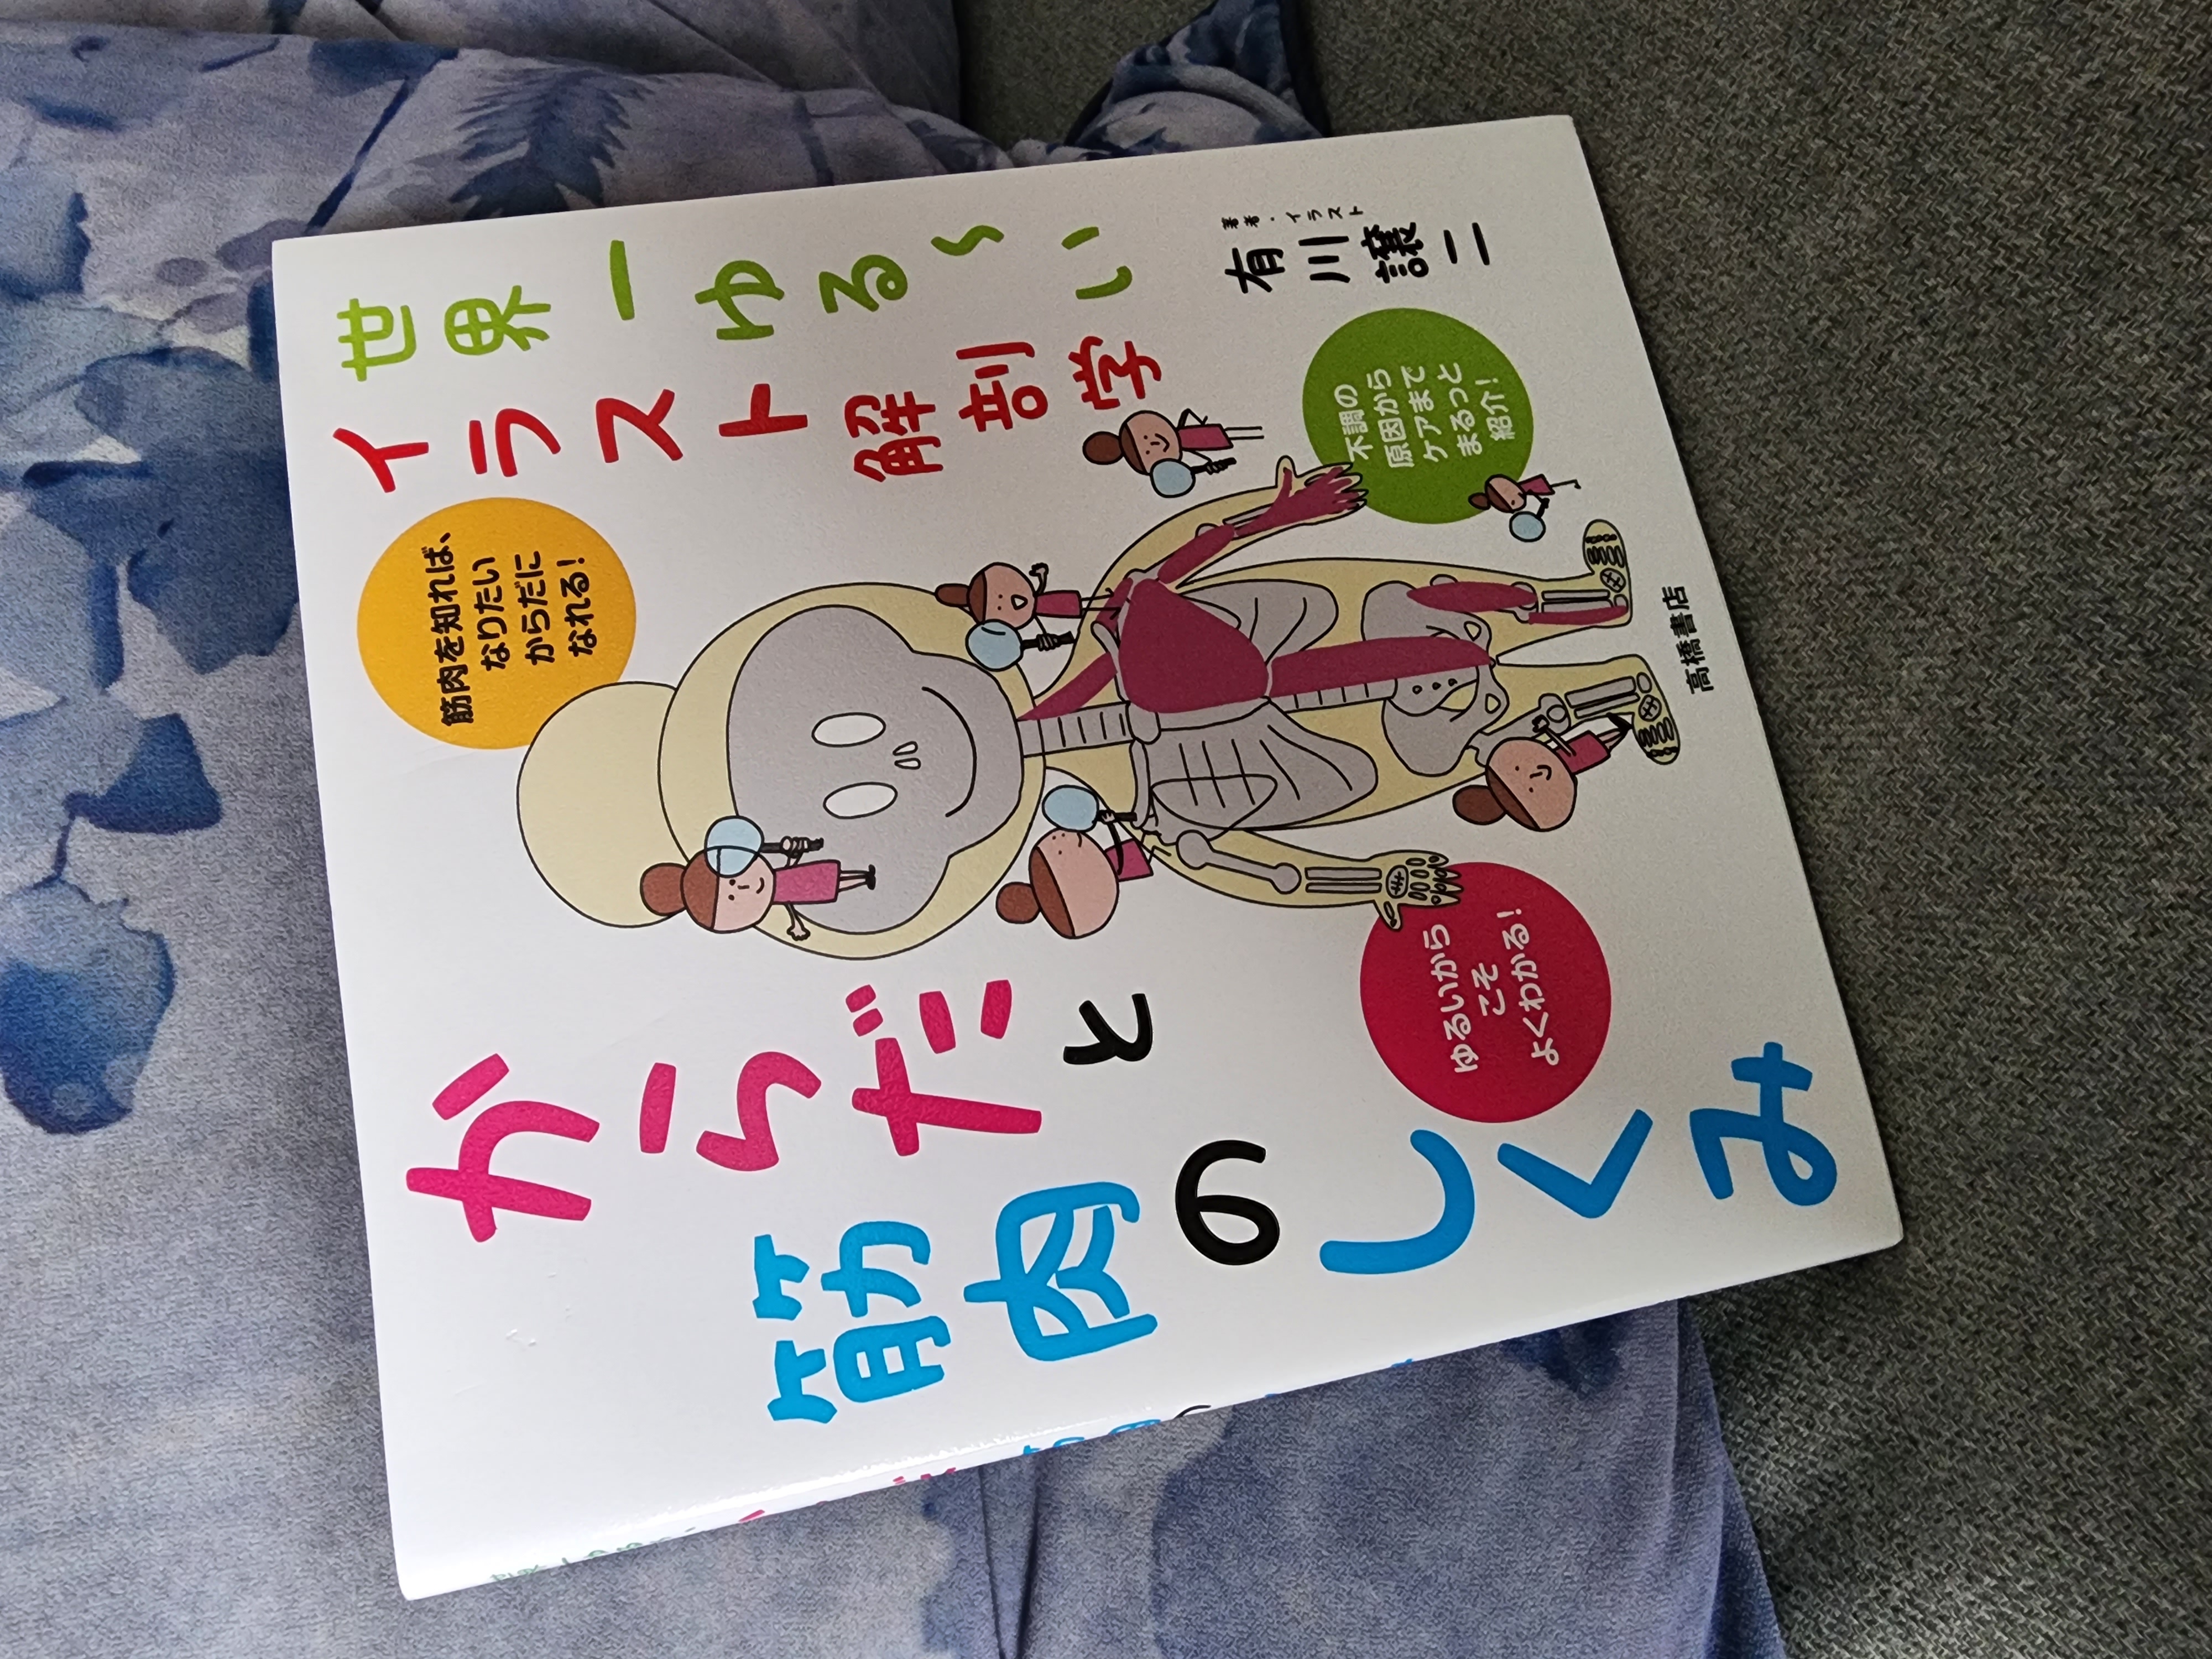 世界一ゆる〜い
イラスト解剖学
からだと
筋肉のしくみ
著者・イラスト
有川譲二
筋肉を知れば、
なりたい
からだに
なれる！
不調の
原因から
ケアまで
まるっと
紹介！
ゆるいから
こそ
よくわかる！
高橋書店